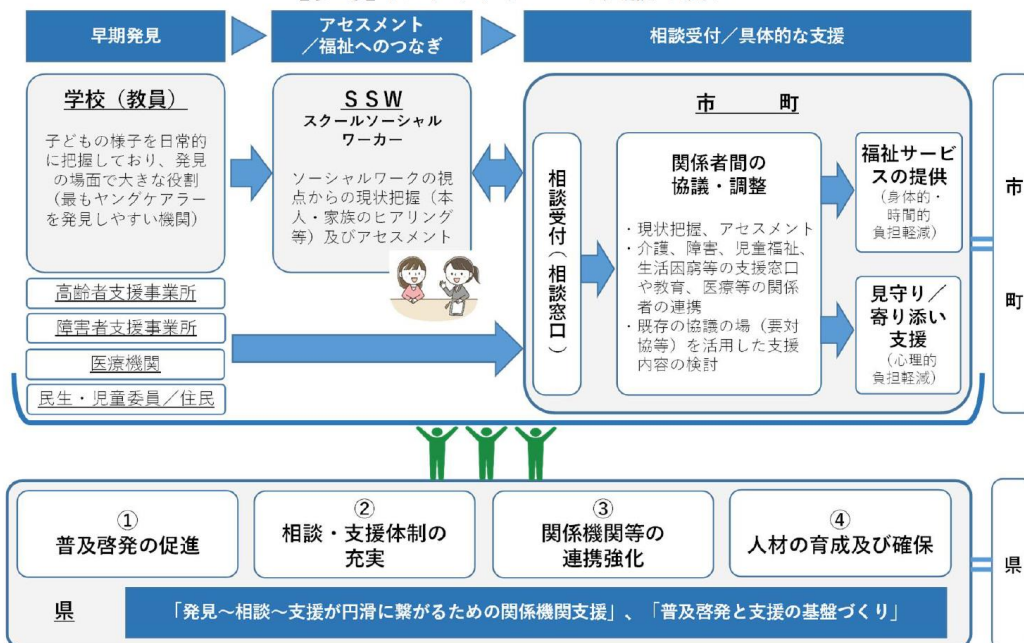 早期発見
アセスメント
／福祉へのつなぎ
相談受付／具体的な支援
学校（教員）
子どもの様子を日常的
に把握しており、発見
の場面で大きな役割
（最もヤングケアラー
を発見しやすい機関）
高齢者支援事業所
障害者支援事業所
医療機関
民生・児童委員／住民
ＳＳＷ
スクールソーシャル
ワーカー
ソーシャルワークの視
点からの現状把握（本
人・家族のヒアリング
等）及びアセスメント
市　町
相談受付（相談窓口）
関係者間の
協議・調整
・現状把握、アセスメント
・介護、障害、児童福祉、
生活困窮等の支援窓口
や教育、医療等の関係
者の連携
・既存の協議の場（要対
協等）を活用した支援
内容の検討
福祉サービ
スの提供
（身体的・
時間的
負担軽減）
見守り／
寄り添い
支援
（心理的
負担軽減）
市
町
①
普及啓発の促進
②
相談・支援体制の
充実
③
関係機関等の
連携強化
④
人材の育成及び確保
県
「発見～相談～支援が円滑に繋がるための関係機関支援」、「普及啓発と支援の基盤づくり」
県